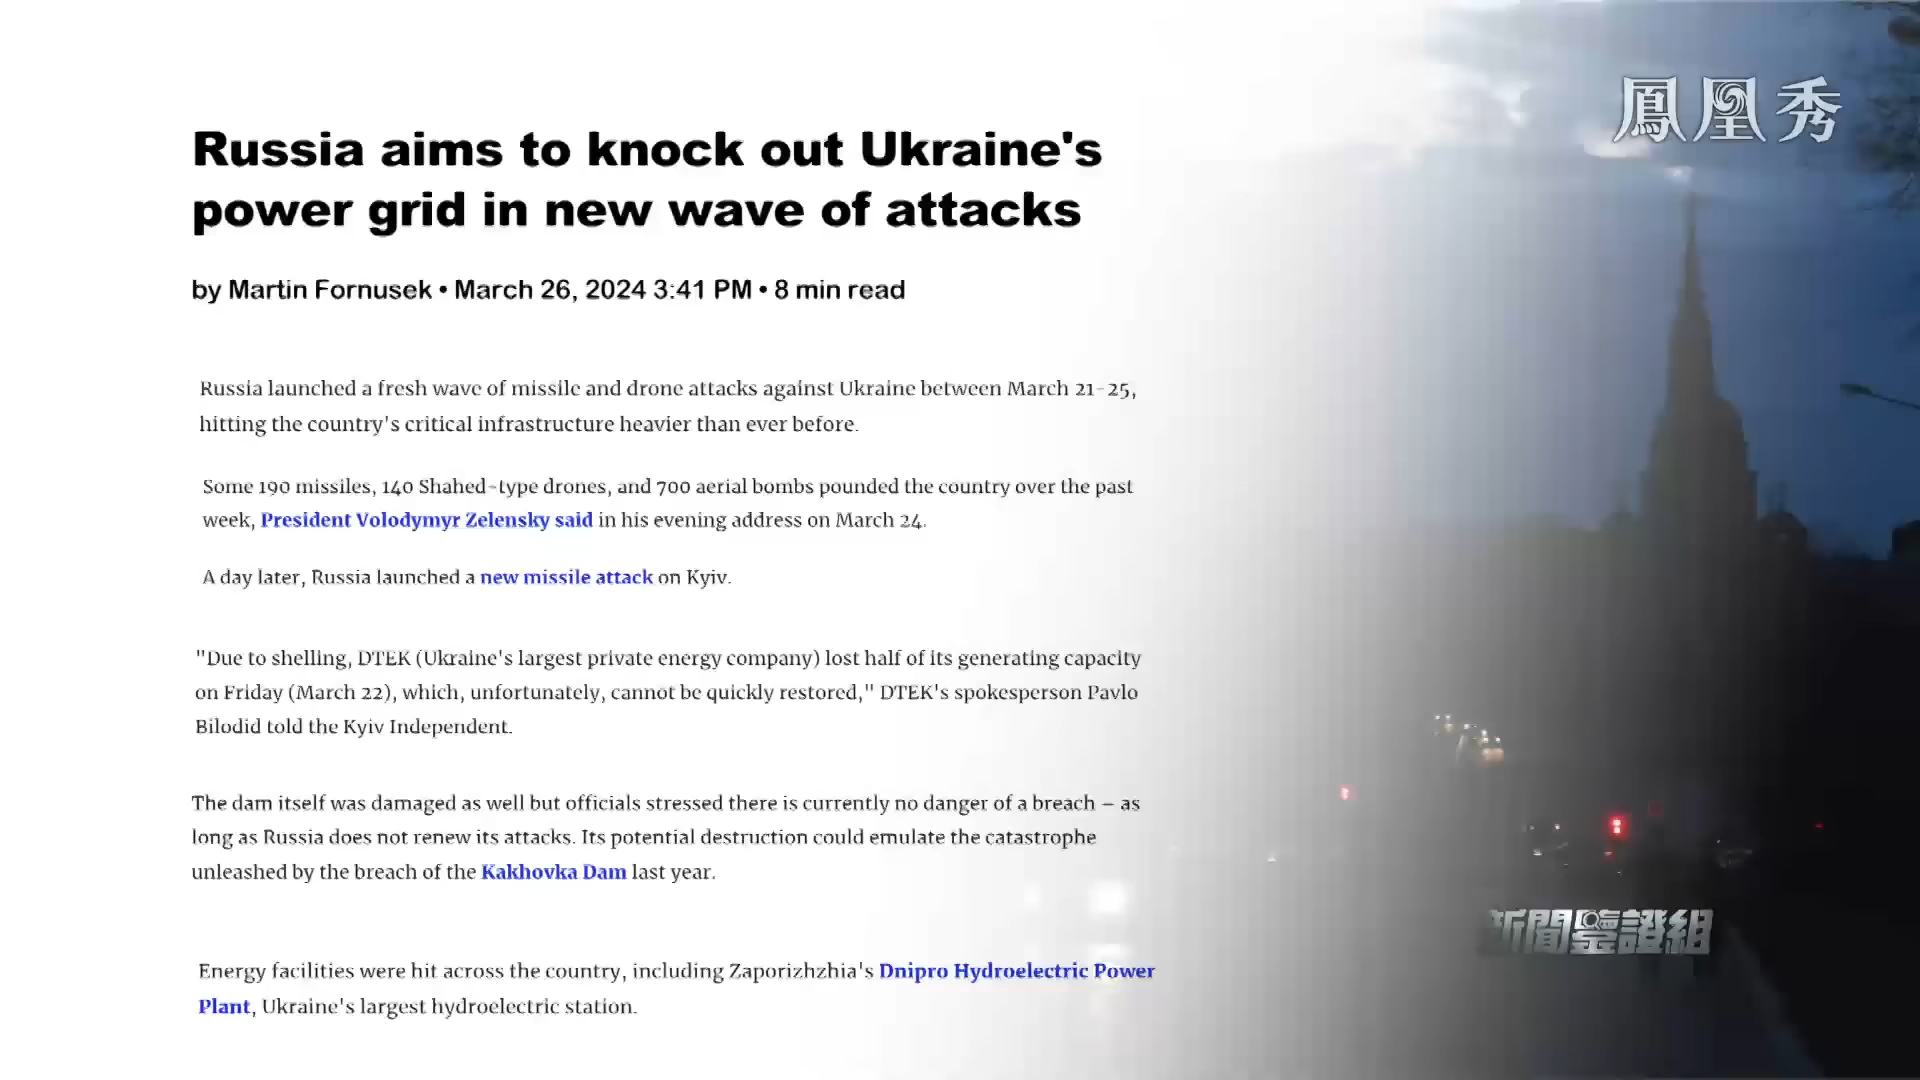 鳳凰秀
Russia aims to knock out Ukraine's
power grid in new wave of attacks
by Martin Fornusek • March 26, 2024 3:41 PM • 8 min read
Russia launched a fresh wave of missile and drone attacks against Ukraine between March 21–25,
hitting the country's critical infrastructure heavier than ever before.
Some 190 missiles, 140 Shahed-type drones, and 700 aerial bombs pounded the country over the past
week, President Volodymyr Zelensky said in his evening address on March 24.
A day later, Russia launched a new missile attack on Kyiv.
"Due to shelling, DTEK (Ukraine's largest private energy company) lost half of its generating capacity
on Friday (March 22), which, unfortunately, cannot be quickly restored," DTEK's spokesperson Pavlo
Bilodid told the Kyiv Independent.
The dam itself was damaged as well but officials stressed there is currently no danger of a breach – as
long as Russia does not renew its attacks. Its potential destruction could emulate the catastrophe
unleashed by the breach of the Kakhovka Dam last year.
新聞鑒證組
Energy facilities were hit across the country, including Zaporizhzhia's Dnipro Hydroelectric Power
Plant, Ukraine's largest hydroelectric station.